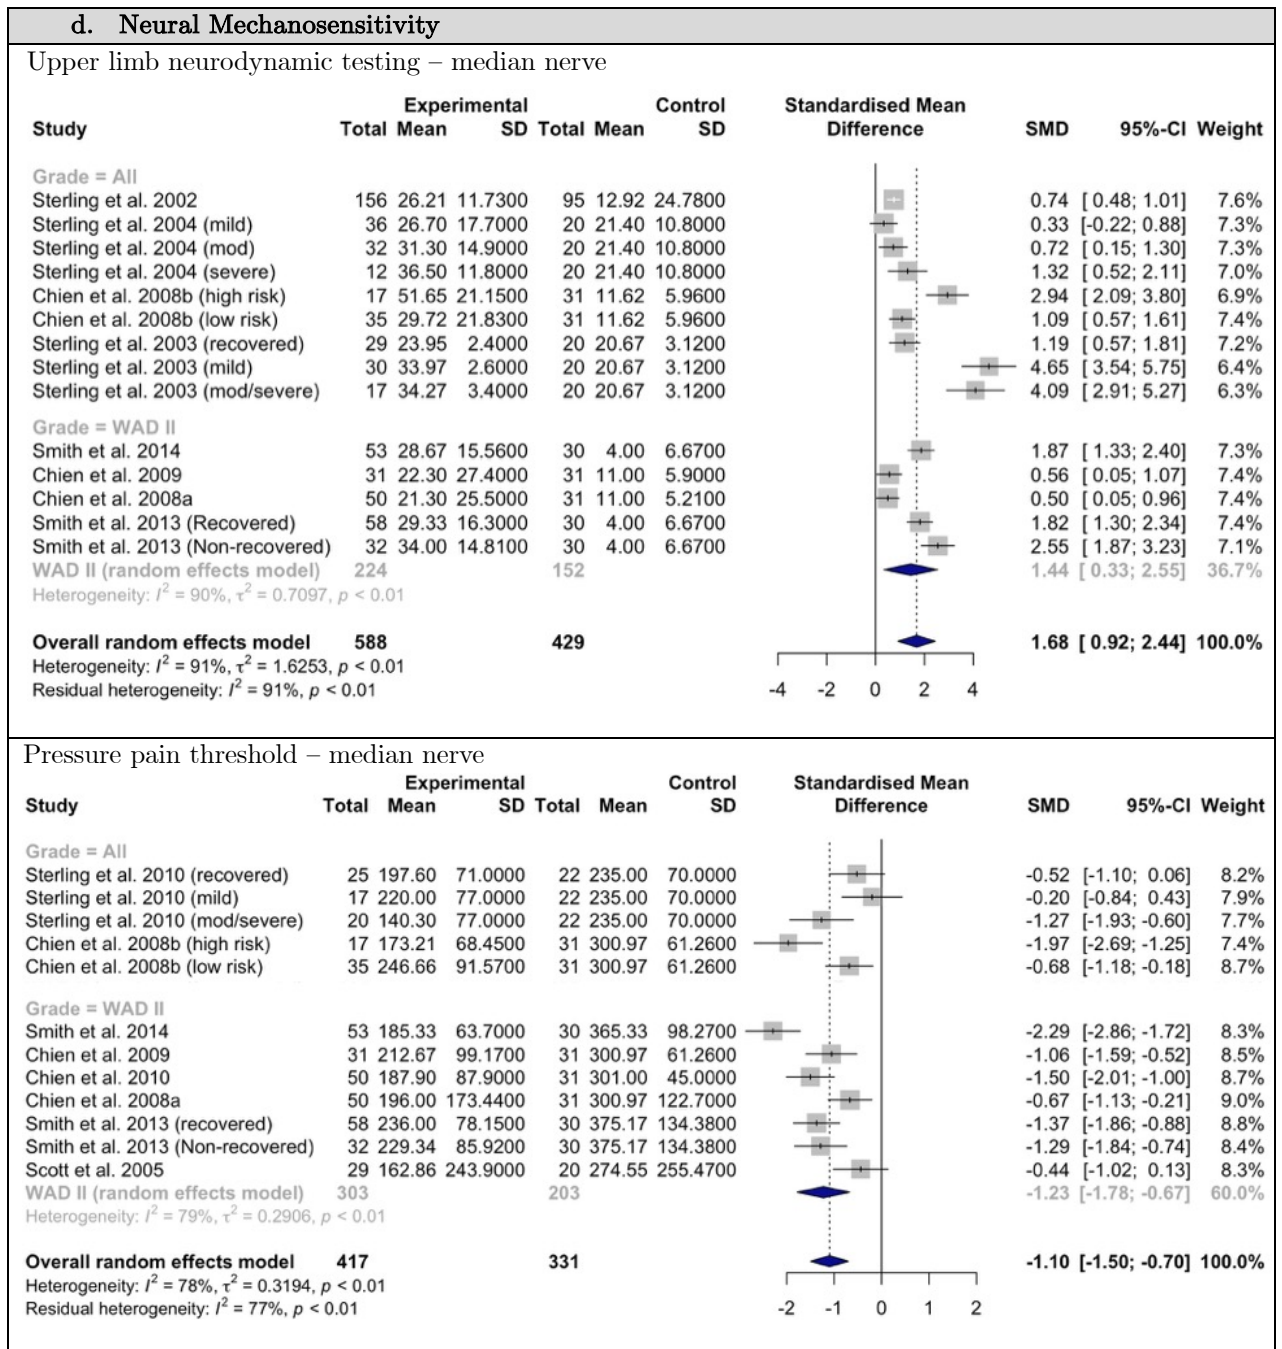 d. Neural Mechanosensitivity
Upper limb neurodynamic testing – median nerve
Experimental Control Standardised Mean
Study Total Mean SD Total Mean SD Difference SMD 95%-CI Weight
Grade = All
Sterling et al. 2002 156 26.21 11.7300 95 12.92 24.7800 0.74 [ 0.48; 1.01] 7.6%
Sterling et al. 2004 (mild) 36 26.70 17.7000 20 21.40 10.8000 0.33 [-0.22; 0.88] 7.3%
Sterling et al. 2004 (mod) 32 31.30 14.9000 20 21.40 10.8000 0.72 [ 0.15; 1.30] 7.3%
Sterling et al. 2004 (severe) 12 36.50 11.8000 20 21.40 10.8000 1.32 [ 0.52; 2.11] 7.0%
Chien et al. 2008b (high risk) 17 51.65 21.1500 31 11.62 5.9600 2.94 [ 2.09; 3.80] 6.9%
Chien et al. 2008b (low risk) 35 29.72 21.8300 31 11.62 5.9600 1.09 [ 0.57; 1.61] 7.4%
Sterling et al. 2003 (recovered) 29 23.95 2.4000 20 20.67 3.1200 1.19 [ 0.57; 1.81] 7.2%
Sterling et al. 2003 (mild) 30 33.97 2.6000 20 20.67 3.1200 4.65 [ 3.54; 5.75] 6.4%
Sterling et al. 2003 (mod/severe) 17 34.27 3.4000 20 20.67 3.1200 4.09 [ 2.91; 5.27] 6.3%
Grade = WAD II
Smith et al. 2014 53 28.67 15.5600 30 4.00 6.6700 1.87 [ 1.33; 2.40] 7.3%
Chien et al. 2009 31 22.30 27.4000 31 11.00 5.9000 0.56 [ 0.05; 1.07] 7.4%
Chien et al. 2008a 50 21.30 25.5000 31 11.00 5.2100 0.50 [ 0.05; 0.96] 7.4%
Smith et al. 2013 (Recovered) 58 29.33 16.3000 30 4.00 6.6700 1.82 [ 1.30; 2.34] 7.4%
Smith et al. 2013 (Non-recovered) 32 34.00 14.8100 30 4.00 6.6700 2.55 [ 1.87; 3.23] 7.1%
WAD II (random effects model) 224 152 1.44 [ 0.33; 2.55] 36.7%
Heterogeneity: I² = 90%, τ² = 0.7097, p < 0.01
Overall random effects model 588 429 1.68 [ 0.92; 2.44] 100.0%
Heterogeneity: I² = 91%, τ² = 1.6253, p < 0.01
Residual heterogeneity: I² = 91%, p < 0.01
-4 -2 0 2 4
Pressure pain threshold – median nerve
Experimental Control Standardised Mean
Study Total Mean SD Total Mean SD Difference SMD 95%-CI Weight
Grade = All
Sterling et al. 2010 (recovered) 25 197.60 71.0000 22 235.00 70.0000 -0.52 [-1.10; 0.06] 8.2%
Sterling et al. 2010 (mild) 17 220.00 77.0000 22 235.00 70.0000 -0.20 [-0.84; 0.43] 7.9%
Sterling et al. 2010 (mod/severe) 20 140.30 77.0000 22 235.00 70.0000 -1.27 [-1.93; -0.60] 7.7%
Chien et al. 2008b (high risk) 17 173.21 68.4500 31 300.97 61.2600 -1.97 [-2.69; -1.25] 7.4%
Chien et al. 2008b (low risk) 35 246.66 91.5700 31 300.97 61.2600 -0.68 [-1.18; -0.18] 8.7%
Grade = WAD II
Smith et al. 2014 53 185.33 63.7000 30 365.33 98.2700 -2.29 [-2.86; -1.72] 8.3%
Chien et al. 2009 31 212.67 99.1700 31 300.97 61.2600 -1.06 [-1.59; -0.52] 8.5%
Chien et al. 2010 50 187.90 87.9000 31 301.00 45.0000 -1.50 [-2.01; -1.00] 8.7%
Chien et al. 2008a 50 196.00 173.4400 31 300.97 122.7000 -0.67 [-1.13; -0.21] 9.0%
Smith et al. 2013 (recovered) 58 236.00 78.1500 30 375.17 134.3800 -1.37 [-1.86; -0.88] 8.8%
Smith et al. 2013 (Non-recovered) 32 229.34 85.9200 30 375.17 134.3800 -1.29 [-1.84; -0.74] 8.4%
Scott et al. 2005 29 162.86 243.9000 20 274.55 255.4700 -0.44 [-1.02; 0.13] 8.3%
WAD II (random effects model) 303 203 -1.23 [-1.78; -0.67] 60.0%
Heterogeneity: I² = 79%, τ² = 0.2906, p < 0.01
Overall random effects model 417 331 -1.10 [-1.50; -0.70] 100.0%
Heterogeneity: I² = 78%, τ² = 0.3194, p < 0.01
Residual heterogeneity: I² = 77%, p < 0.01
-2 -1 0 1 2